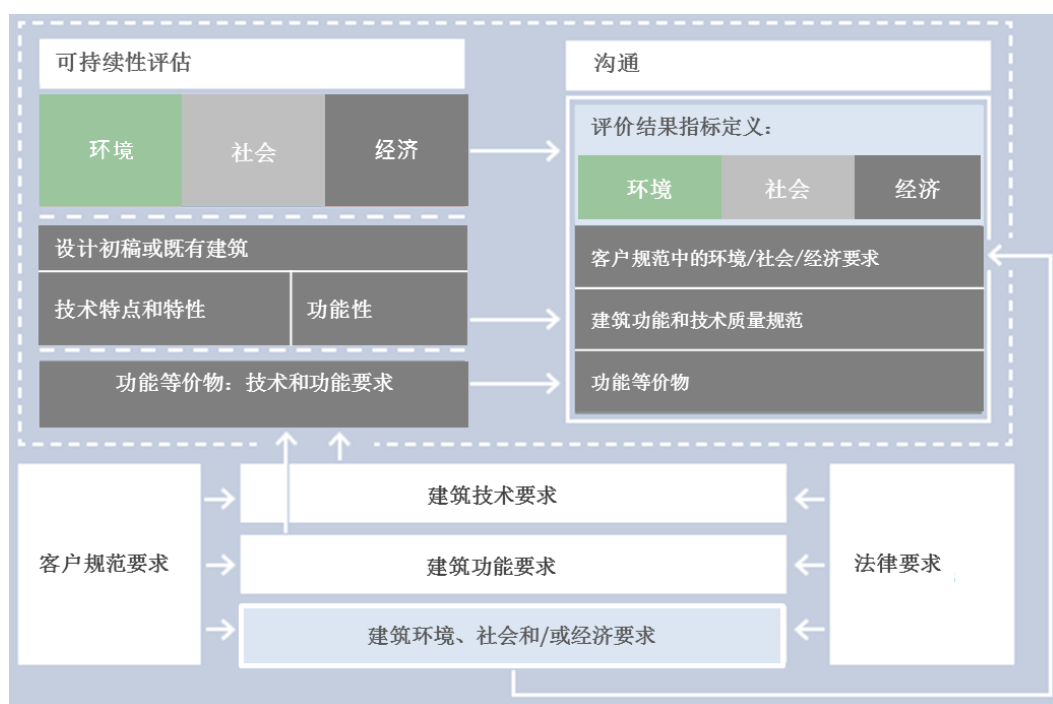 可持续性评估
环境
社会
经济
设计初稿或既有建筑
技术特点和特性
功能性
功能等价物：技术和功能要求
沟通
评价结果指标定义：
环境
社会
经济
客户规范中的环境/社会/经济要求
建筑功能和技术质量规范
功能等价物
客户规范要求
建筑技术要求
建筑功能要求
建筑环境、社会和/或经济要求
法律要求